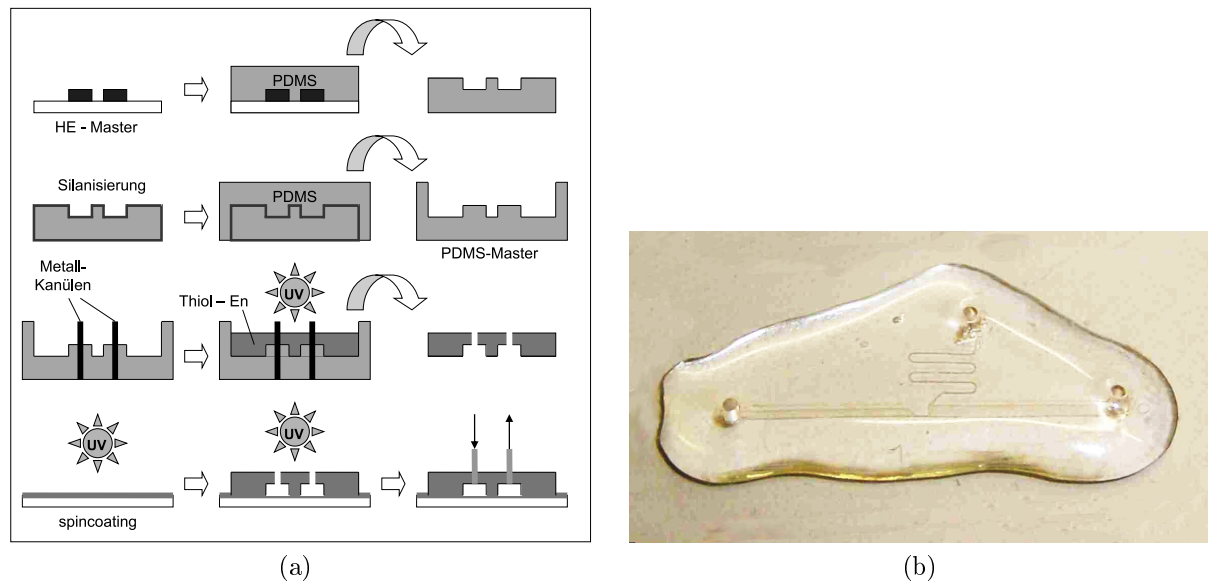 PDMS
HE - Master
Silanisierung
PDMS
PDMS-Master
Metall-
Kanülen
UV
Thiol – En
UV
UV
spincoating
(a)
(b)